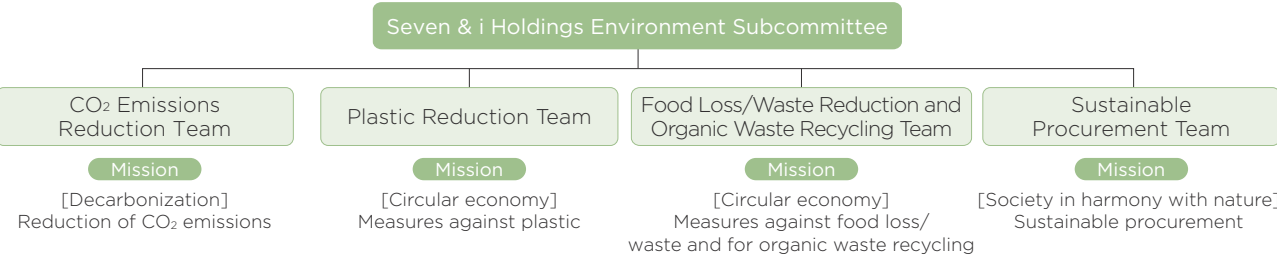 Seven & i Holdings Environment Subcommittee
CO₂ Emissions
Reduction Team
Mission
[Decarbonization]
Reduction of CO₂ emissions
Plastic Reduction Team
Mission
[Circular economy]
Measures against plastic
Food Loss/Waste Reduction and
Organic Waste Recycling Team
Mission
[Circular economy]
Measures against food loss/
waste and for organic waste recycling
Sustainable
Procurement Team
Mission
[Society in harmony with nature]
Sustainable procurement